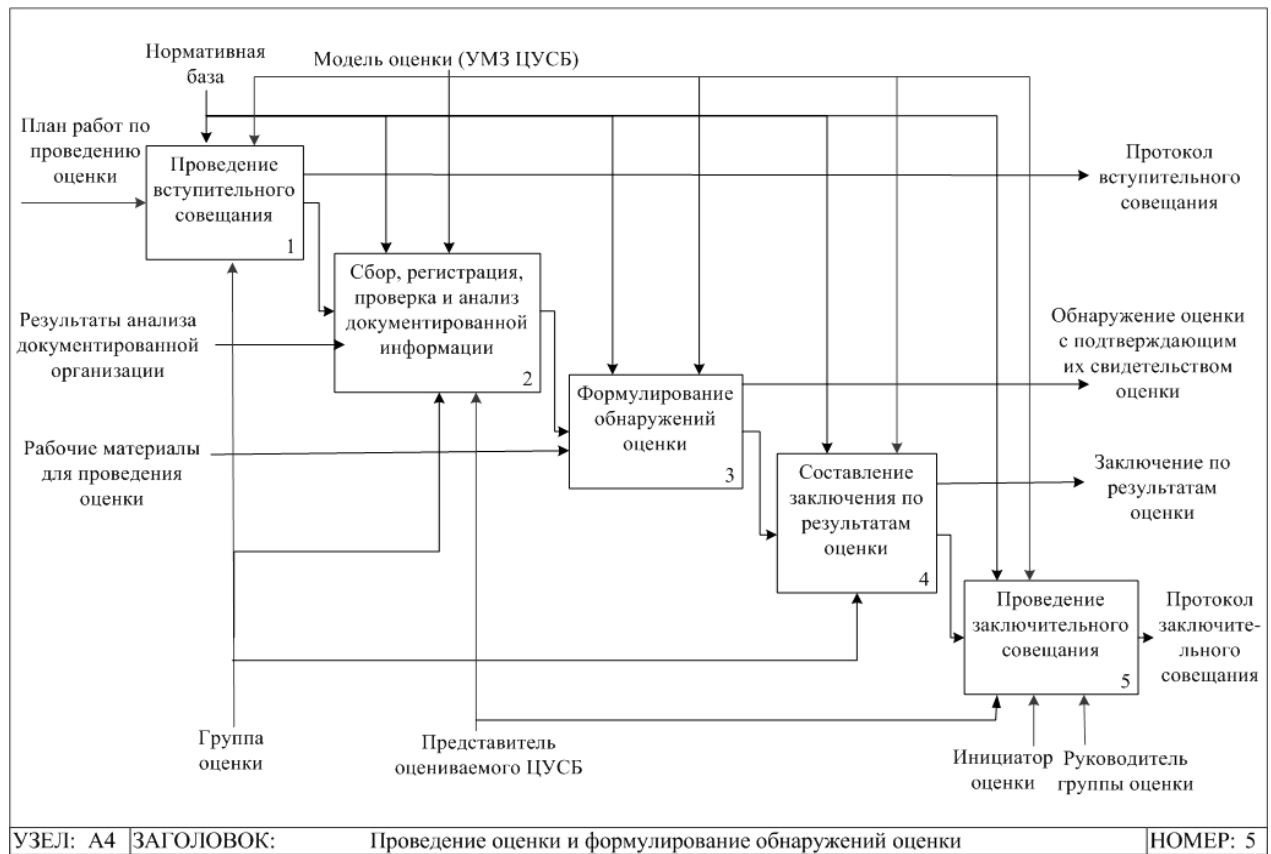 Нормативная
база
Модель оценки (УМЗ ЦУСБ)
План работ по
проведению
оценки
Проведение
вступительного
совещания
1
Протокол
вступительного
совещания
Сбор, регистрация,
проверка и анализ
документированной
информации
2
Результаты анализа
документированной
организации
Обнаружение оценки
с подтверждающим
их свидетельством
оценки
Формулирование
обнаружений
оценки
3
Рабочие материалы
для проведения
оценки
Составление
заключения по
результатам
оценки
4
Заключение по
результатам
оценки
Проведение
заключительного
совещания
5
Протокол
заключите-
льного
совещания
Группа
оценки
Представитель
оцениваемого ЦУСБ
Инициатор
оценки
Руководитель
группы оценки
УЗЕЛ: А4 ЗАГОЛОВОК: Проведение оценки и формулирование обнаружений оценки НОМЕР: 5